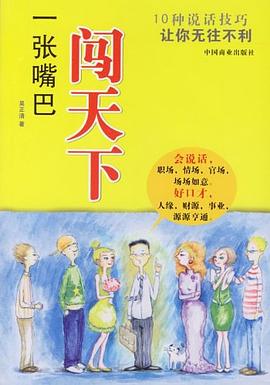 10种说话技巧
让你无往不利
中国商业出版社
一张嘴巴
闯天下
吴正清 著
会说话，
职场、情场、官场，
场场如意。
好口才，
人缘、财源、事业，
源源亨通。